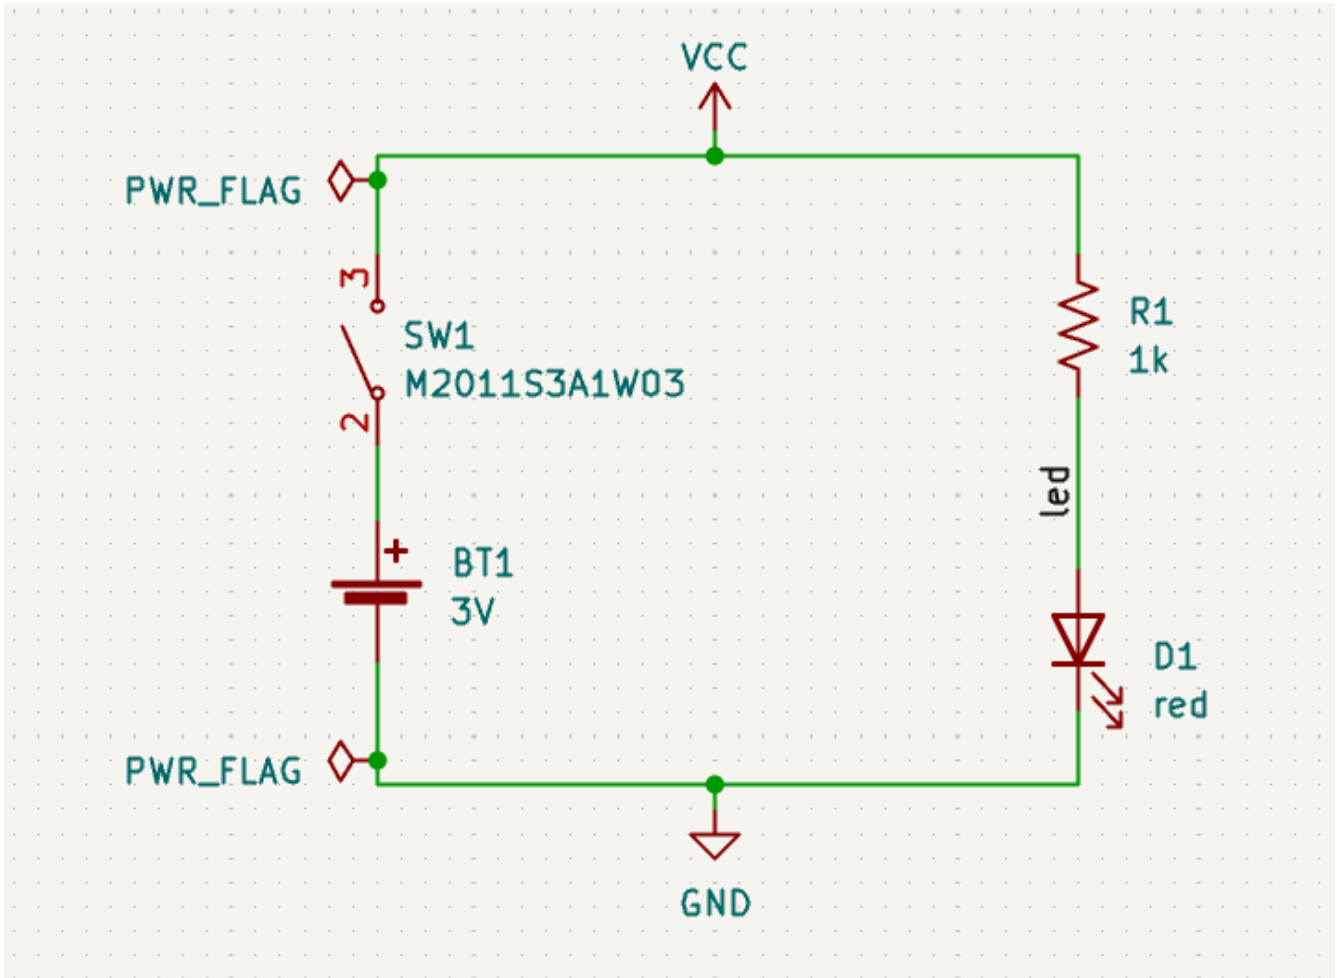 VCC
PWR_FLAG
3
SW1
M2011S3A1W03
2
R1
1k
led
+
BT1
3V
D1
red
PWR_FLAG
GND